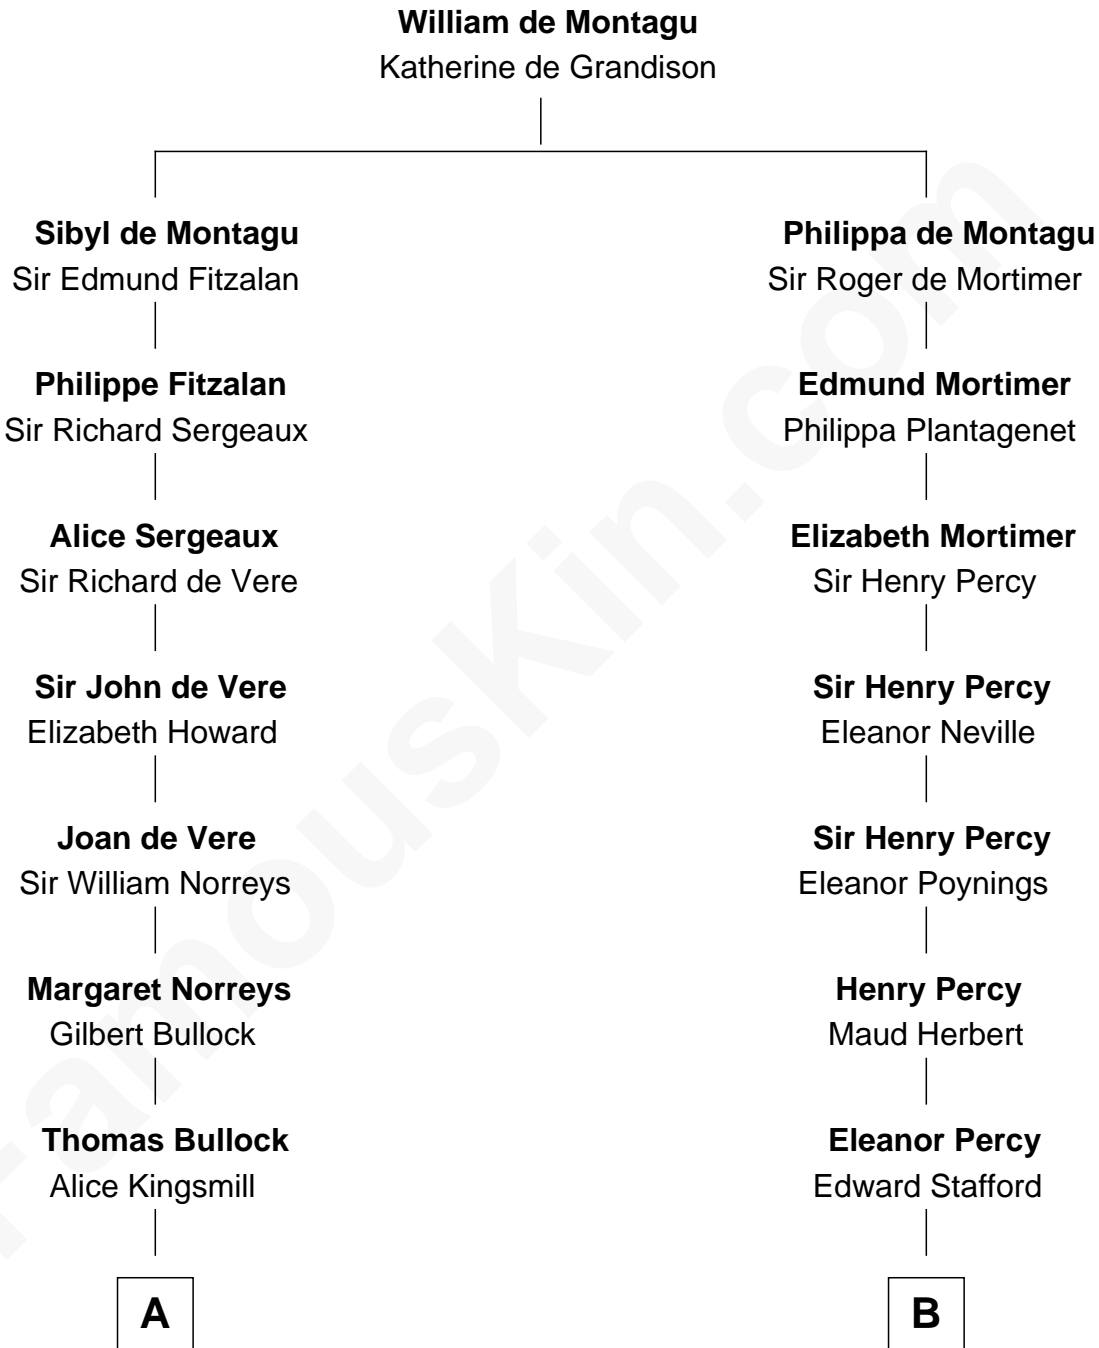 William de Montagu
Katherine de Grandison
Sibyl de Montagu
Sir Edmund Fitzalan
Philippa de Montagu
Sir Roger de Mortimer
Philippe Fitzalan
Sir Richard Sergeaux
Edmund Mortimer
Philippa Plantagenet
Alice Sergeaux
Sir Richard de Vere
Elizabeth Mortimer
Sir Henry Percy
Sir John de Vere
Elizabeth Howard
Sir Henry Percy
Eleanor Neville
Joan de Vere
Sir William Norreys
Sir Henry Percy
Eleanor Poynings
Margaret Norreys
Gilbert Bullock
Henry Percy
Maud Herbert
Thomas Bullock
Alice Kingsmill
Eleanor Percy
Edward Stafford
A
B
FamousKin.com